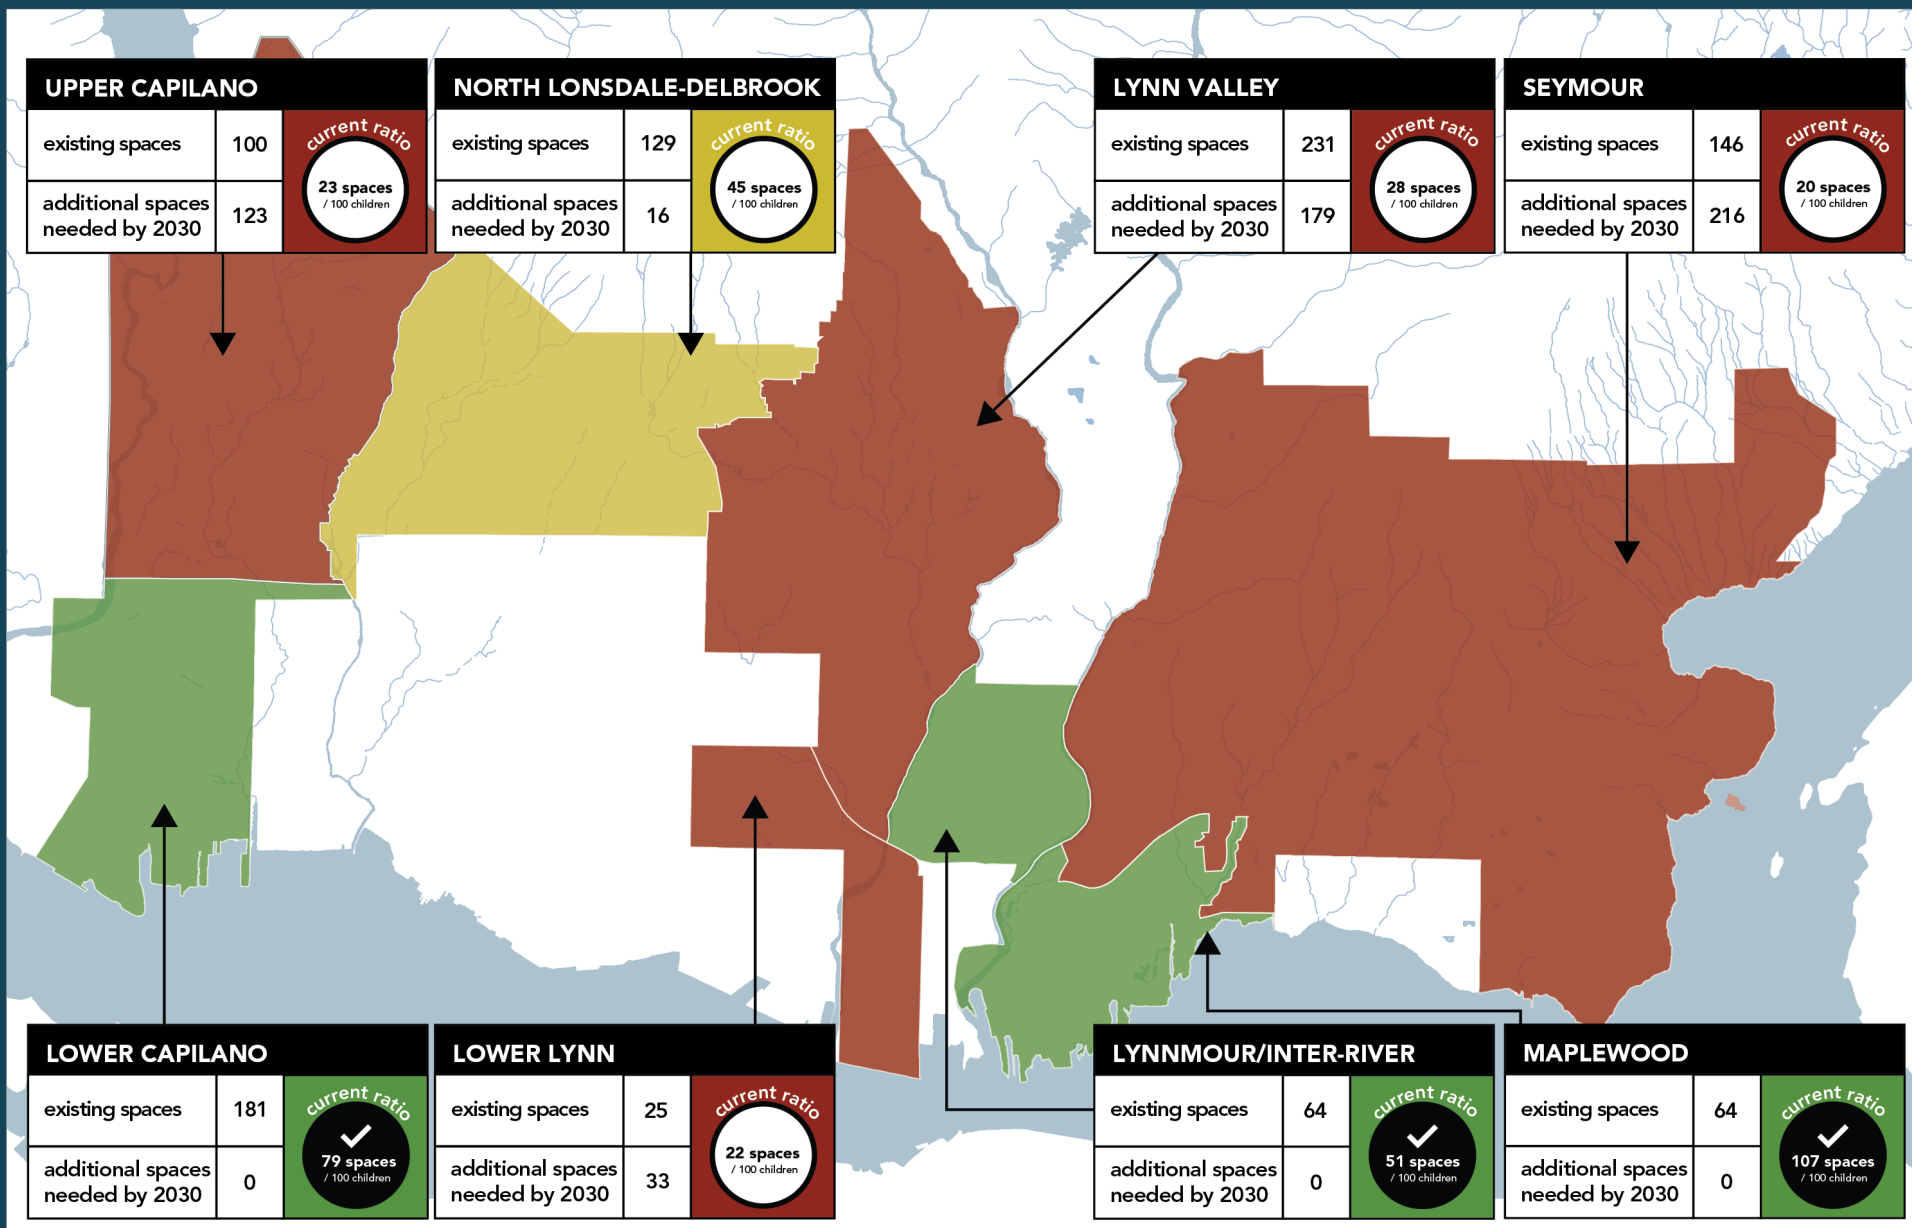 UPPER CAPILANO
existing spaces 100
additional spaces
needed by 2030 123
current ratio
23 spaces
/ 100 children
NORTH LONSDALE-DELBROOK
existing spaces 129
additional spaces
needed by 2030 16
current ratio
45 spaces
/ 100 children
LYNN VALLEY
existing spaces 231
additional spaces
needed by 2030 179
current ratio
28 spaces
/ 100 children
SEYMOUR
existing spaces 146
additional spaces
needed by 2030 216
current ratio
20 spaces
/ 100 children
LOWER CAPILANO
existing spaces 181
additional spaces
needed by 2030 0
current ratio
79 spaces
/ 100 children
LOWER LYNN
existing spaces 25
additional spaces
needed by 2030 33
current ratio
22 spaces
/ 100 children
LYNNMOUR/INTER-RIVER
existing spaces 64
additional spaces
needed by 2030 0
current ratio
51 spaces
/ 100 children
MAPLEWOOD
existing spaces 64
additional spaces
needed by 2030 0
current ratio
107 spaces
/ 100 children